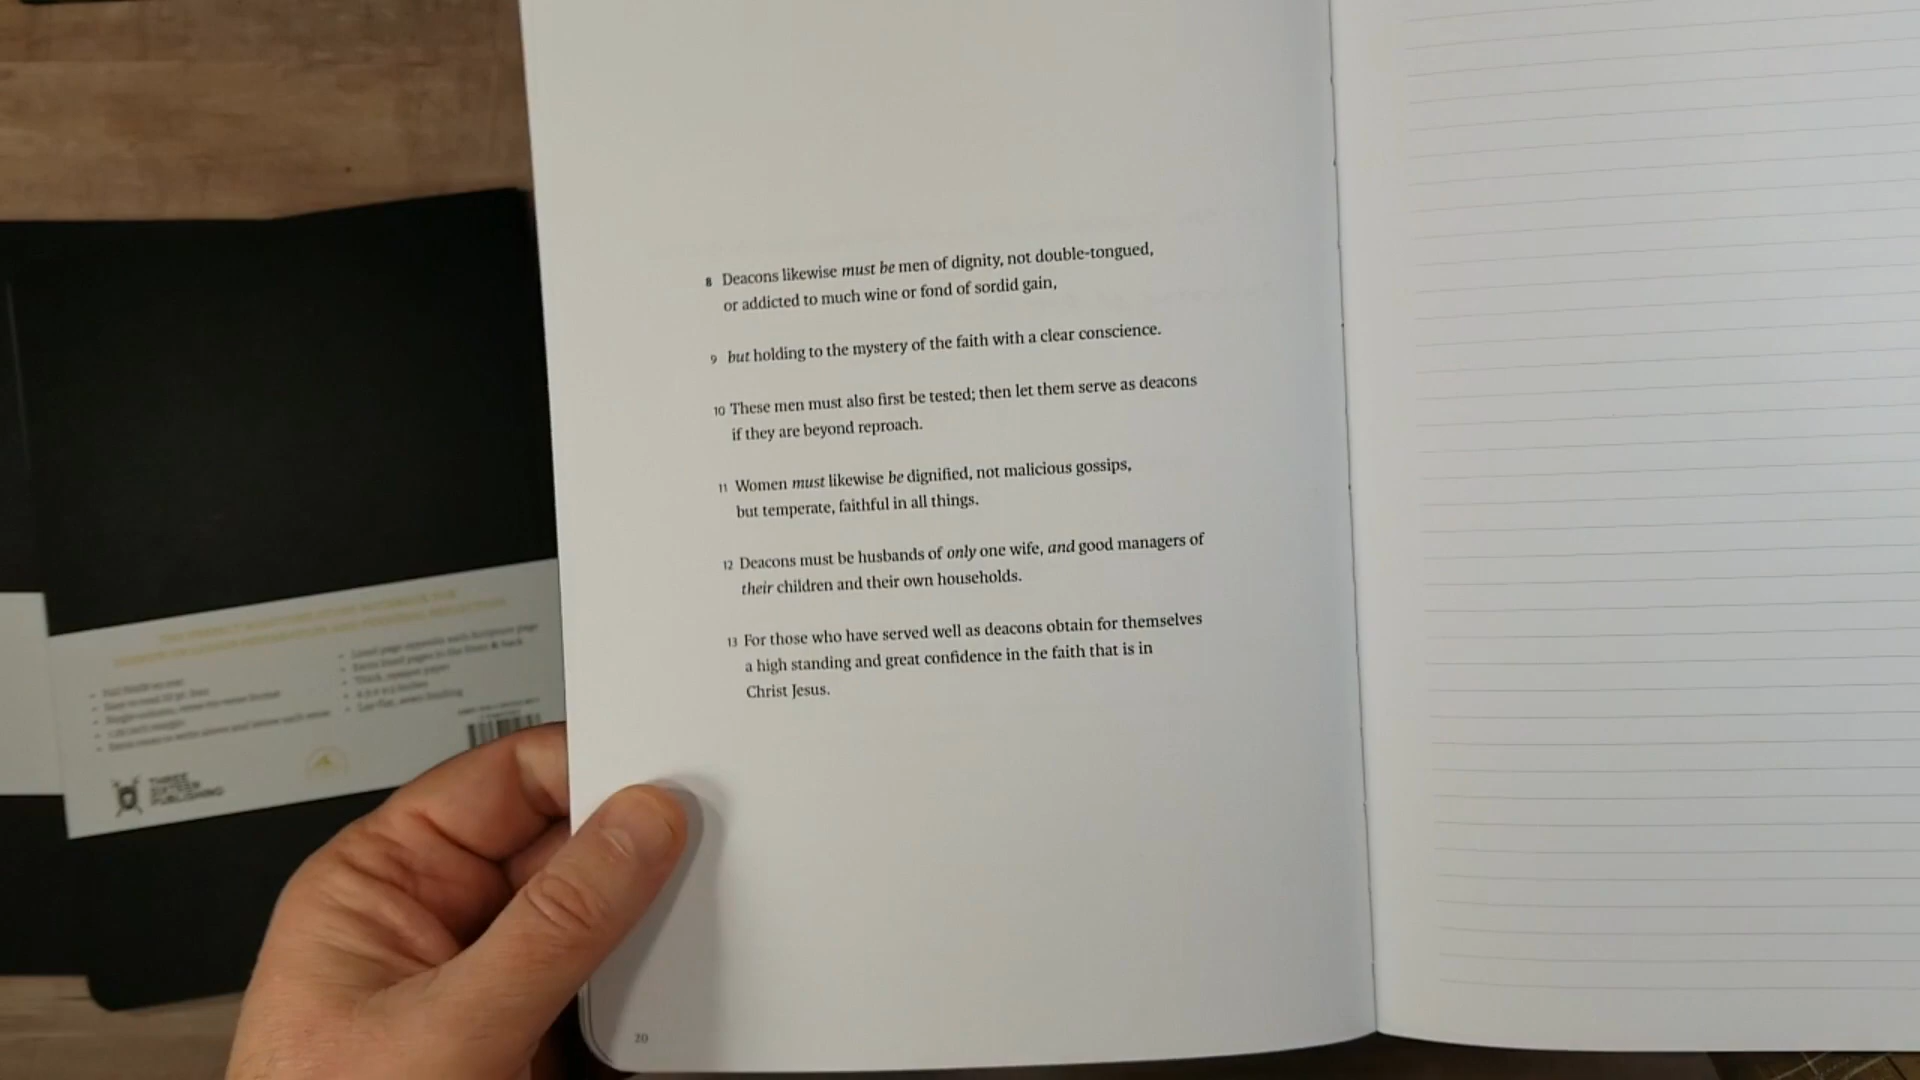 8 Deacons likewise must be men of dignity, not double-tongued,
or addicted to much wine or fond of sordid gain,
9 but holding to the mystery of the faith with a clear conscience.
10 These men must also first be tested; then let them serve as deacons
if they are beyond reproach.
11 Women must likewise be dignified, not malicious gossips,
but temperate, faithful in all things.
12 Deacons must be husbands of only one wife, and good managers of
their children and their own households.
13 For those who have served well as deacons obtain for themselves
a high standing and great confidence in the faith that is in
Christ Jesus.
20
THREE
SIXTEEN
PUBLISHING